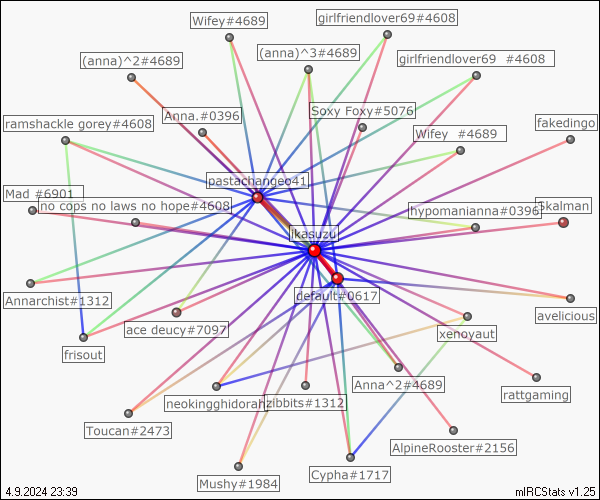 Wifey#4689
girlfriendlover69#4608
(anna)^2#4689
(anna)^3#4689
girlfriendlover69 #4608
ramshackle gorey#4608
Anna.#0396
Soxy Foxy#5076
Wifey #4689
fakedingo
pastachangeo41
Mad #6901
no cops no laws no hope#4608
hypomanianna#0396
Skalman
ikasuzu
Annarchist#1312
default#0617
avelicious
ace deucy#7097
xenoyaut
frisout
Anna^2#4689
rattgaming
neokingghidorah
zibbits#1312
Toucan#2473
AlpineRooster#2156
Mushy#1984
Cypha#1717
4.9.2024 23:39
mIRCStats v1.25